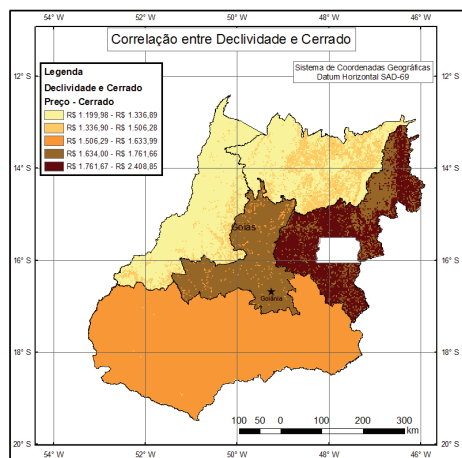 54° W 52° W 50° W 48° W 46° W
Correlação entre Declividade e Cerrado
Sistema de Coordenadas Geográficas
Datum Horizontal SAD-69
Legenda
Declividade e Cerrado
Preço - Cerrado
R$ 1.199,98 - R$ 1.336,89
R$ 1.336,90 - R$ 1.506,28
R$ 1.506,29 - R$ 1.633,99
R$ 1.634,00 - R$ 1.761,66
R$ 1.761,67 - R$ 2.408,85
12° S 12° S
14° S 14° S
Goiás
16° S 16° S
Goiânia
18° S 18° S
100 50 0 100 200 300
km
20° S 20° S
54° W 52° W 50° W 48° W 46° W